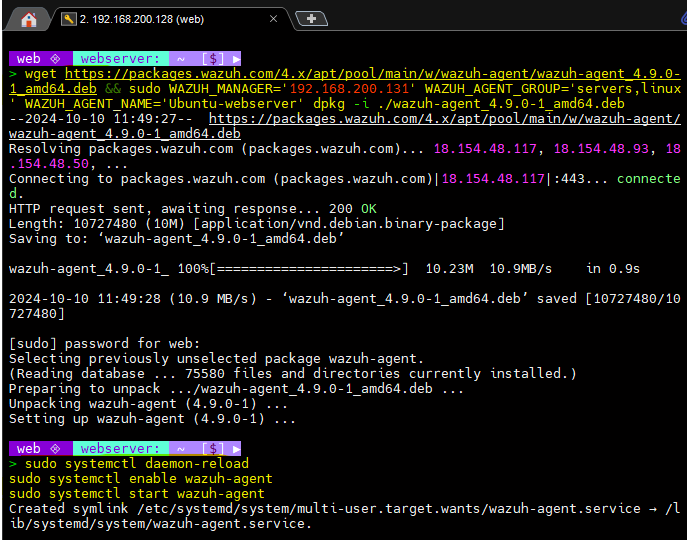 2. 192.168.200.128 (web)
web webserver: ~ [$]
> wget https://packages.wazuh.com/4.x/apt/pool/main/w/wazuh-agent/wazuh-agent_4.9.0-
1_amd64.deb && sudo WAZUH_MANAGER='192.168.200.131' WAZUH_AGENT_GROUP='servers,linux
' WAZUH_AGENT_NAME='Ubuntu-webserver' dpkg -i ./wazuh-agent_4.9.0-1_amd64.deb
--2024-10-10 11:49:27--  https://packages.wazuh.com/4.x/apt/pool/main/w/wazuh-agent/
wazuh-agent_4.9.0-1_amd64.deb
Resolving packages.wazuh.com (packages.wazuh.com)... 18.154.48.117, 18.154.48.93, 18
.154.48.50, ...
Connecting to packages.wazuh.com (packages.wazuh.com)|18.154.48.117|:443... connecte
d.
HTTP request sent, awaiting response... 200 OK
Length: 10727480 (10M) [application/vnd.debian.binary-package]
Saving to: ‘wazuh-agent_4.9.0-1_amd64.deb’
wazuh-agent_4.9.0-1_ 100%[======================>]  10.23M  10.9MB/s    in 0.9s
2024-10-10 11:49:28 (10.9 MB/s) - ‘wazuh-agent_4.9.0-1_amd64.deb’ saved [10727480/10
727480]
[sudo] password for web:
Selecting previously unselected package wazuh-agent.
(Reading database ... 75580 files and directories currently installed.)
Preparing to unpack .../wazuh-agent_4.9.0-1_amd64.deb ...
Unpacking wazuh-agent (4.9.0-1) ...
Setting up wazuh-agent (4.9.0-1) ...
web webserver: ~ [$]
> sudo systemctl daemon-reload
sudo systemctl enable wazuh-agent
sudo systemctl start wazuh-agent
Created symlink /etc/systemd/system/multi-user.target.wants/wazuh-agent.service → /l
ib/systemd/system/wazuh-agent.service.